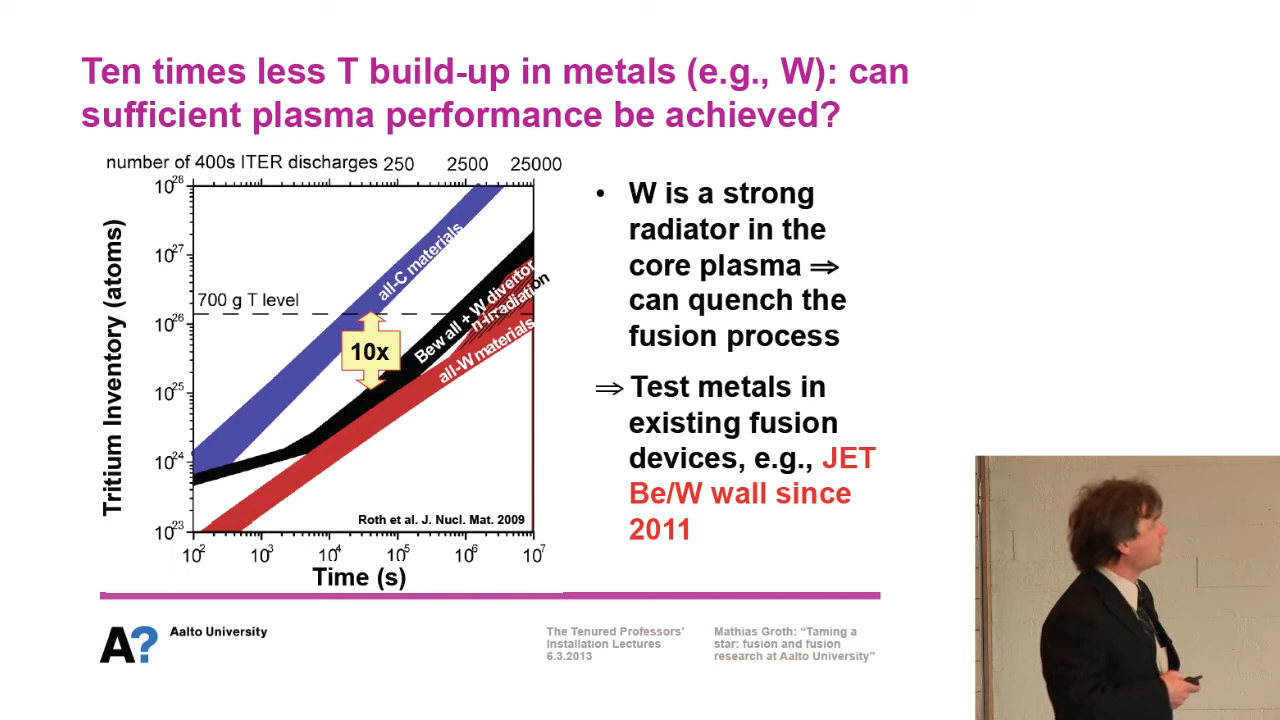 Ten times less T build-up in metals (e.g., W): can
sufficient plasma performance be achieved?
number of 400s ITER discharges 250 2500 25000
10^28
10^27
700 g T level
10^26
10^25
10^24
10^23
Tritium Inventory (atoms)
all-C materials
10x
Bew all + W divertor
n-irradiation
all-W materials
Roth et al. J. Nucl. Mat. 2009
10^2 10^3 10^4 10^5 10^6 10^7
Time (s)
• W is a strong
radiator in the
core plasma ⇒
can quench the
fusion process
⇒ Test metals in
existing fusion
devices, e.g., JET
Be/W wall since
2011
A?
Aalto University
The Tenured Professors'
Installation Lectures
6.3.2013
Mathias Groth: "Taming a
star: fusion and fusion
research at Aalto University"